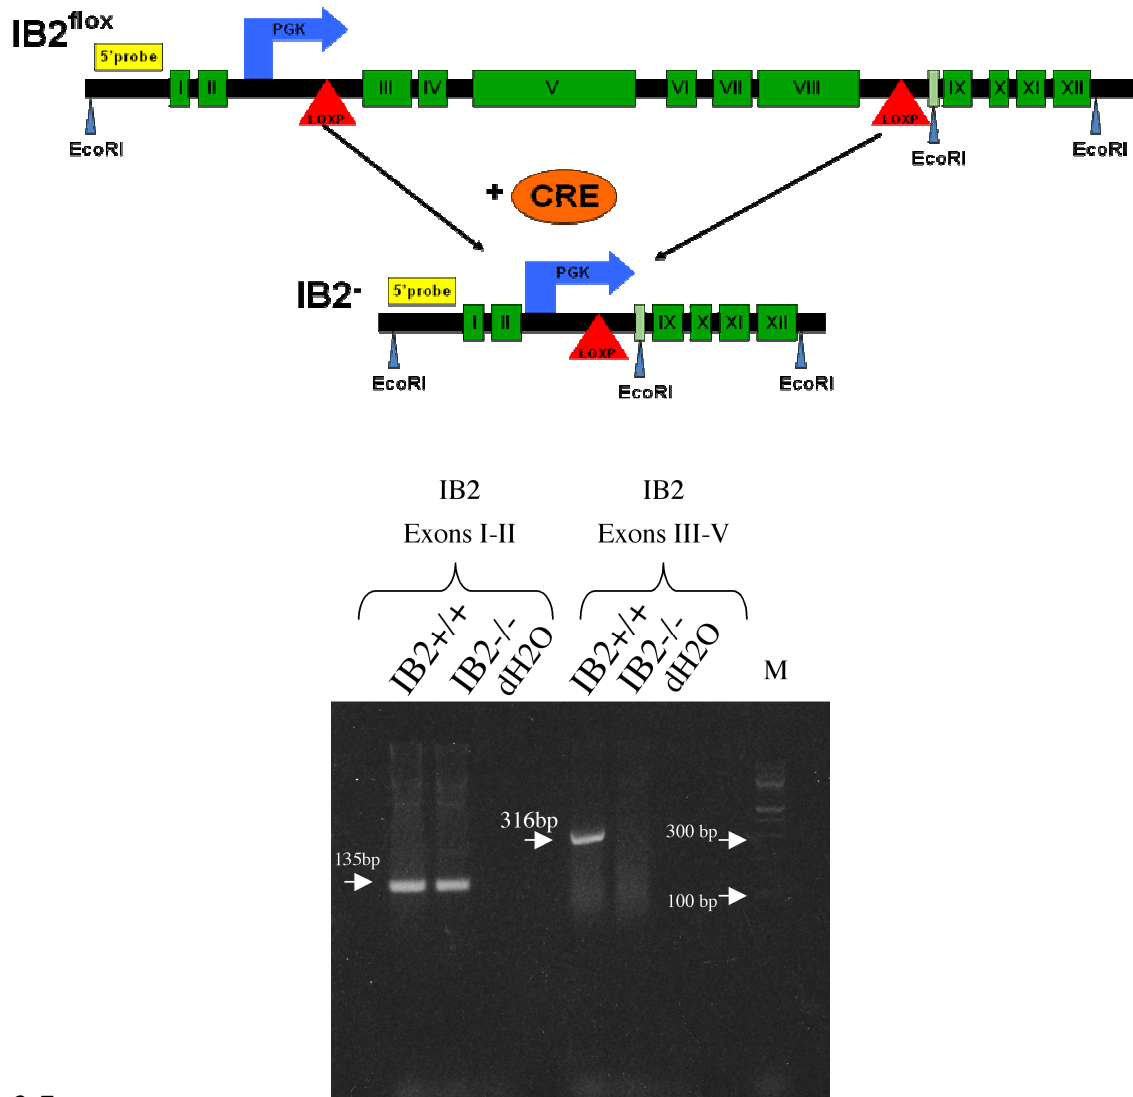 IB2flox
PGK
5'probe
I II III IV V VI VII VIII IX X XI XII
LOXP LOXP
EcoRI EcoRI EcoRI
+ CRE
IB2-
PGK
5'probe
I II IX X XI XII
LOXP
EcoRI EcoRI EcoRI
IB2 IB2
Exons I-II Exons III-V
IB2+/+ IB2-/- dH2O IB2+/+ IB2-/- dH2O M
316bp 300 bp
135bp
100 bp